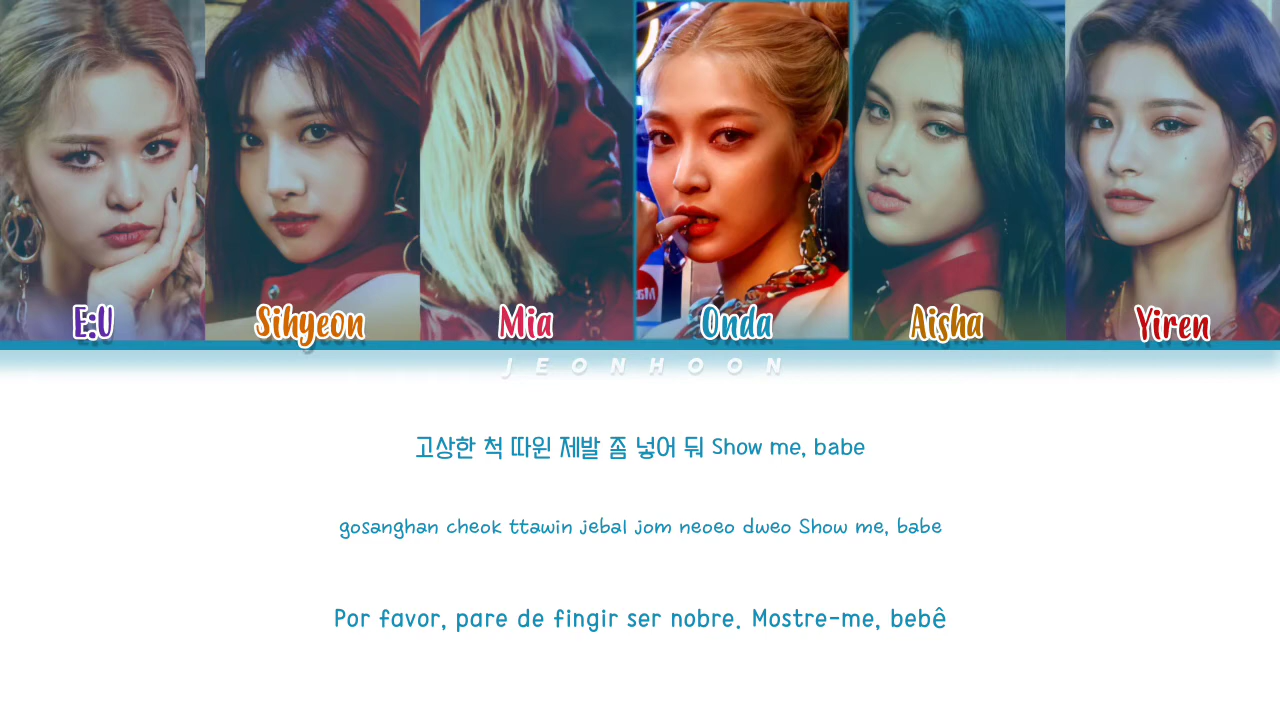 E:U
Sihyeon
Mia
Onda
Aisha
Yiren
JEONHOON
고상한 척 따윈 제발 좀 넣어 둬 Show me, babe
gosanghan cheok ttawin jebal jom neoeo dweo Show me, babe
Por favor, pare de fingir ser nobre. Mostre-me, bebê